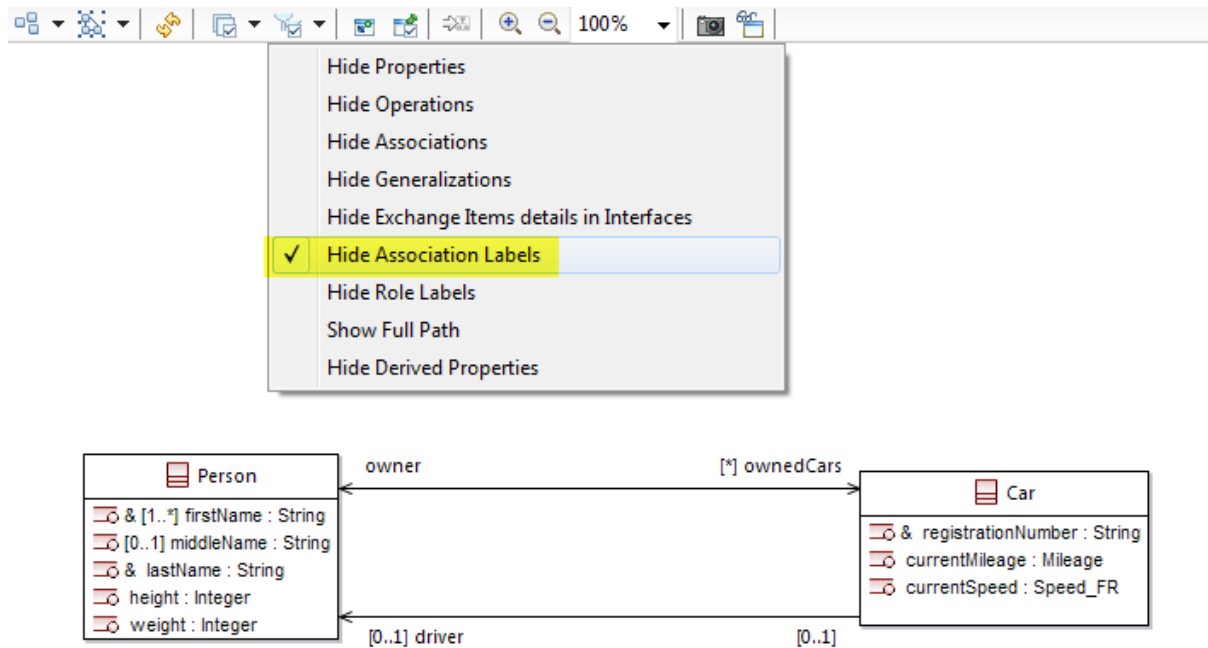 100%
Hide Properties
Hide Operations
Hide Associations
Hide Generalizations
Hide Exchange Items details in Interfaces
Hide Association Labels
Hide Role Labels
Show Full Path
Hide Derived Properties
Person
& [1..*] firstName : String
[0..1] middleName : String
& lastName : String
height : Integer
weight : Integer
owner
[*] ownedCars
[0..1] driver
[0..1]
Car
& registrationNumber : String
currentMileage : Mileage
currentSpeed : Speed_FR